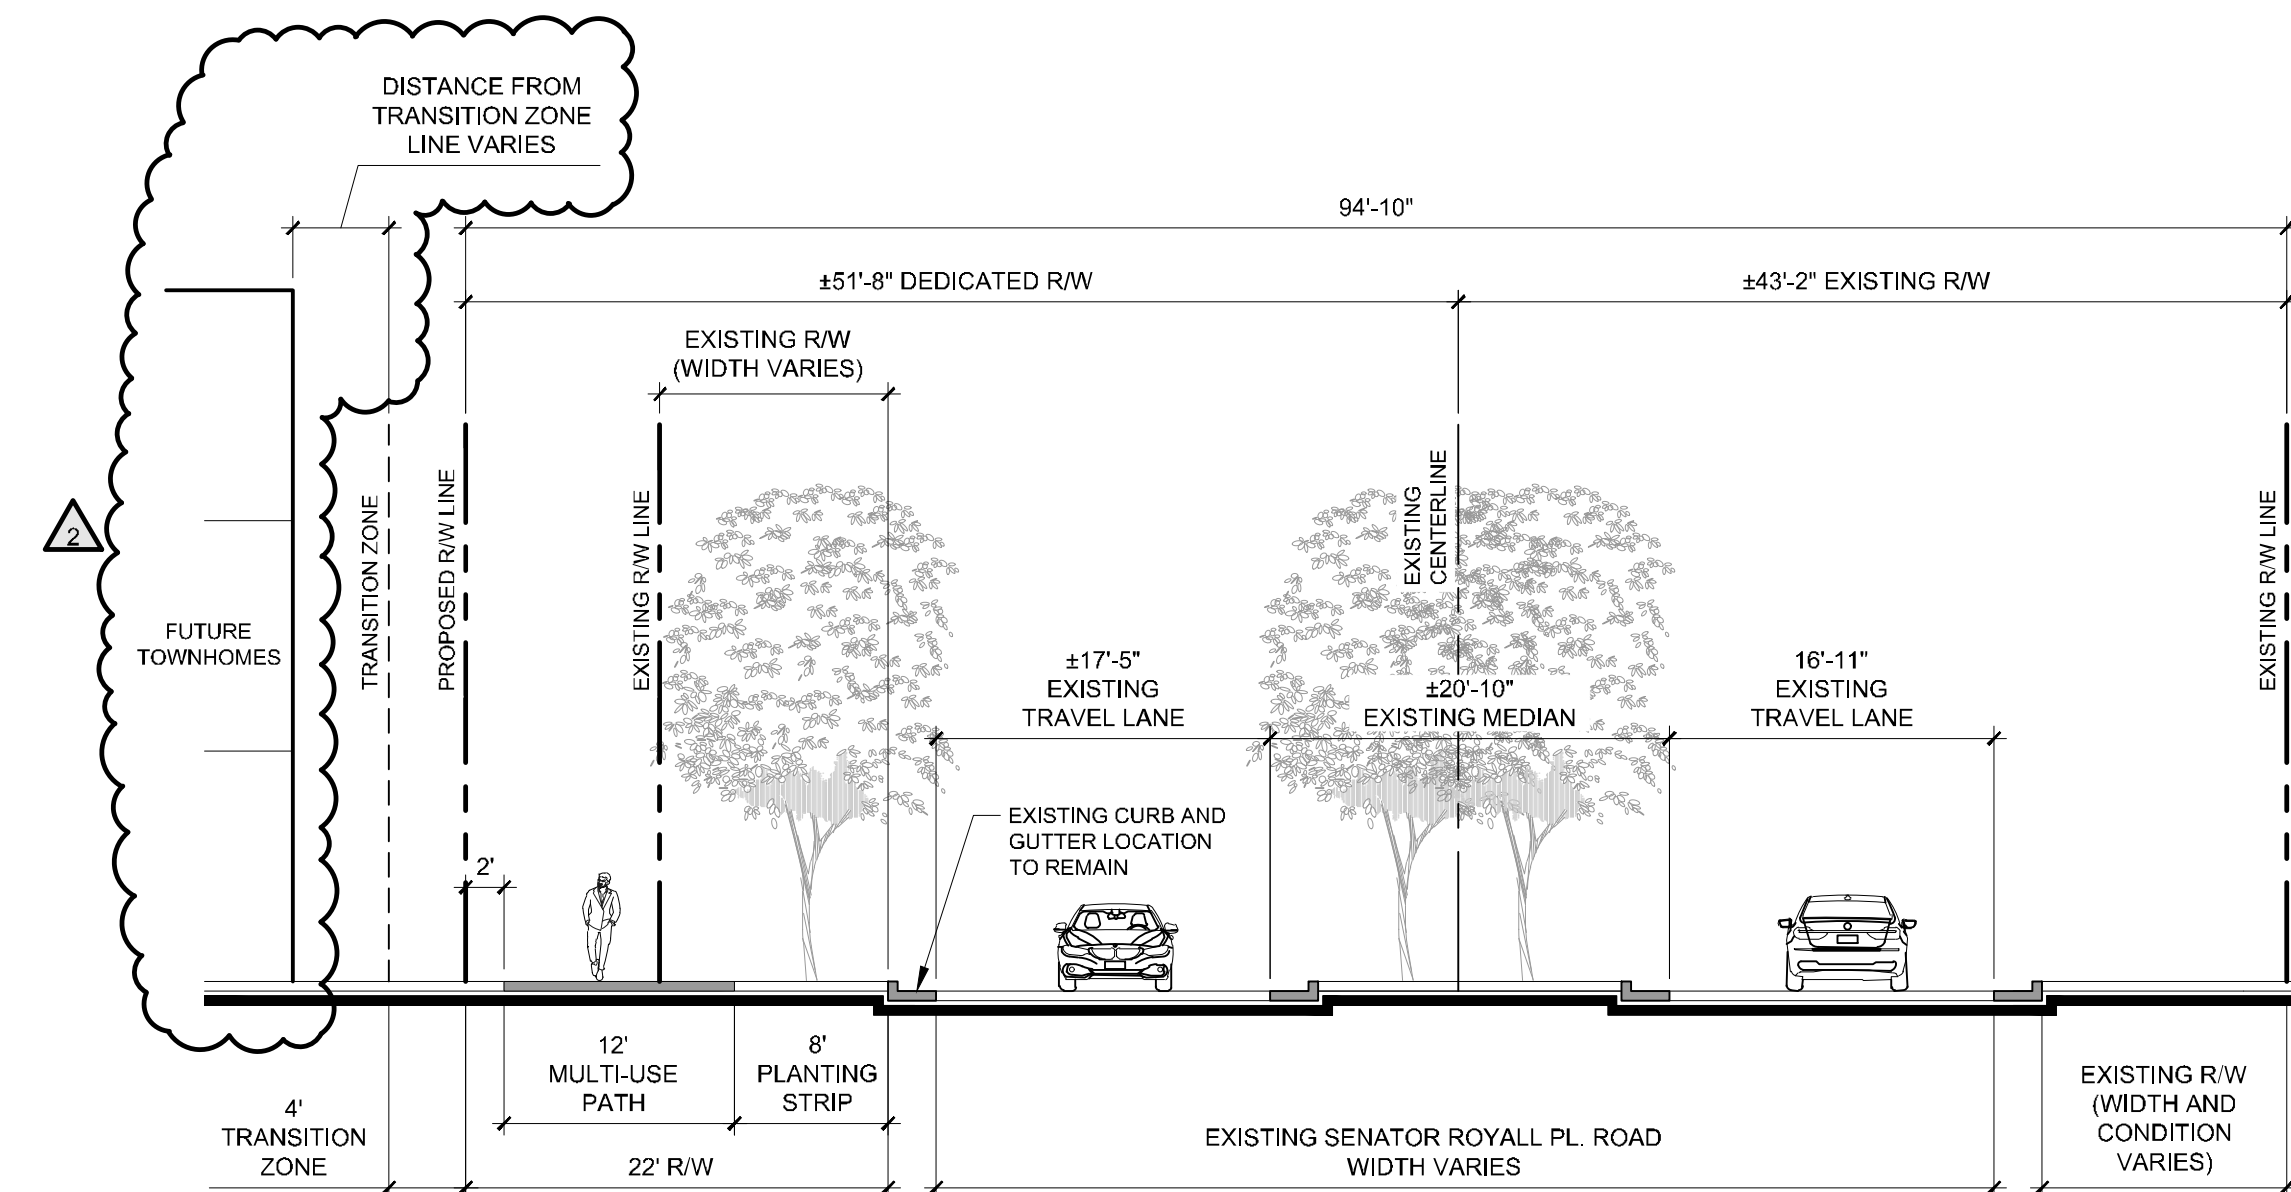 DISTANCE FROM
TRANSITION ZONE
LINE VARIES
94'-10"
±51'-8" DEDICATED R/W
±43'-2" EXISTING R/W
EXISTING R/W
(WIDTH VARIES)
2
FUTURE
TOWNHOMES
TRANSITION ZONE
PROPOSED R/W LINE
EXISTING R/W LINE
EXISTING
CENTERLINE
EXISTING R/W LINE
±17'-5"
EXISTING
TRAVEL LANE
±20'-10"
EXISTING MEDIAN
16'-11"
EXISTING
TRAVEL LANE
EXISTING CURB AND
GUTTER LOCATION
TO REMAIN
2'
12'
MULTI-USE
PATH
8'
PLANTING
STRIP
4'
TRANSITION
ZONE
22' R/W
EXISTING SENATOR ROYALL PL. ROAD
WIDTH VARIES
EXISTING R/W
(WIDTH AND
CONDITION
VARIES)